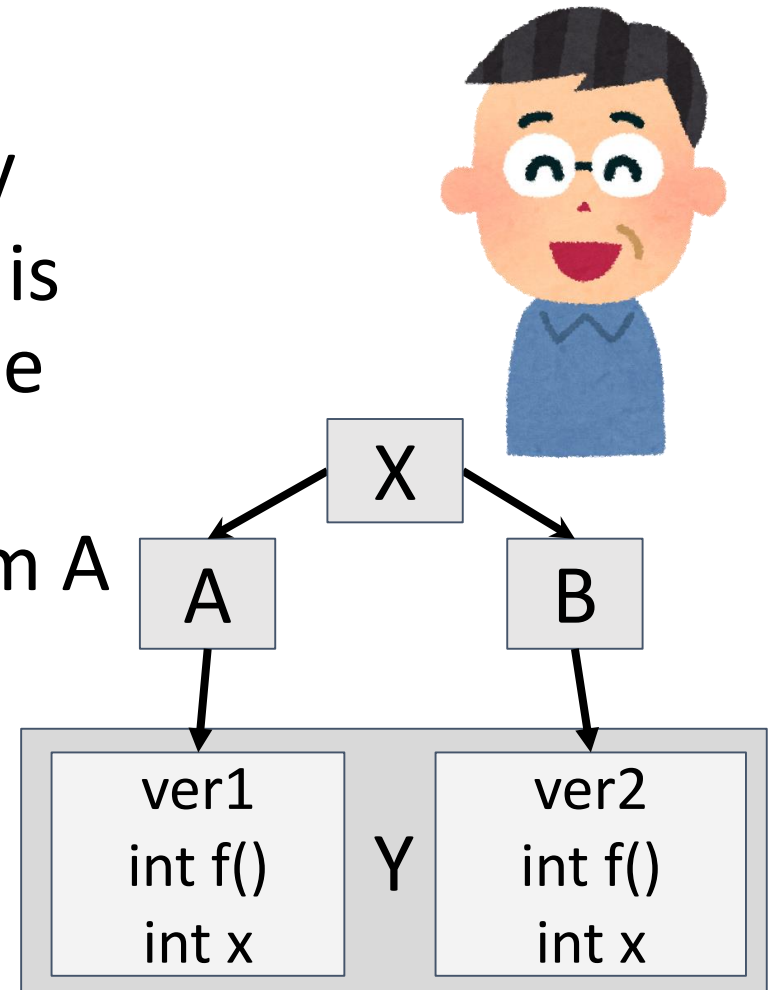 y
is
e
X
m A
A
B
ver1
int f()
int x
Y
ver2
int f()
int x